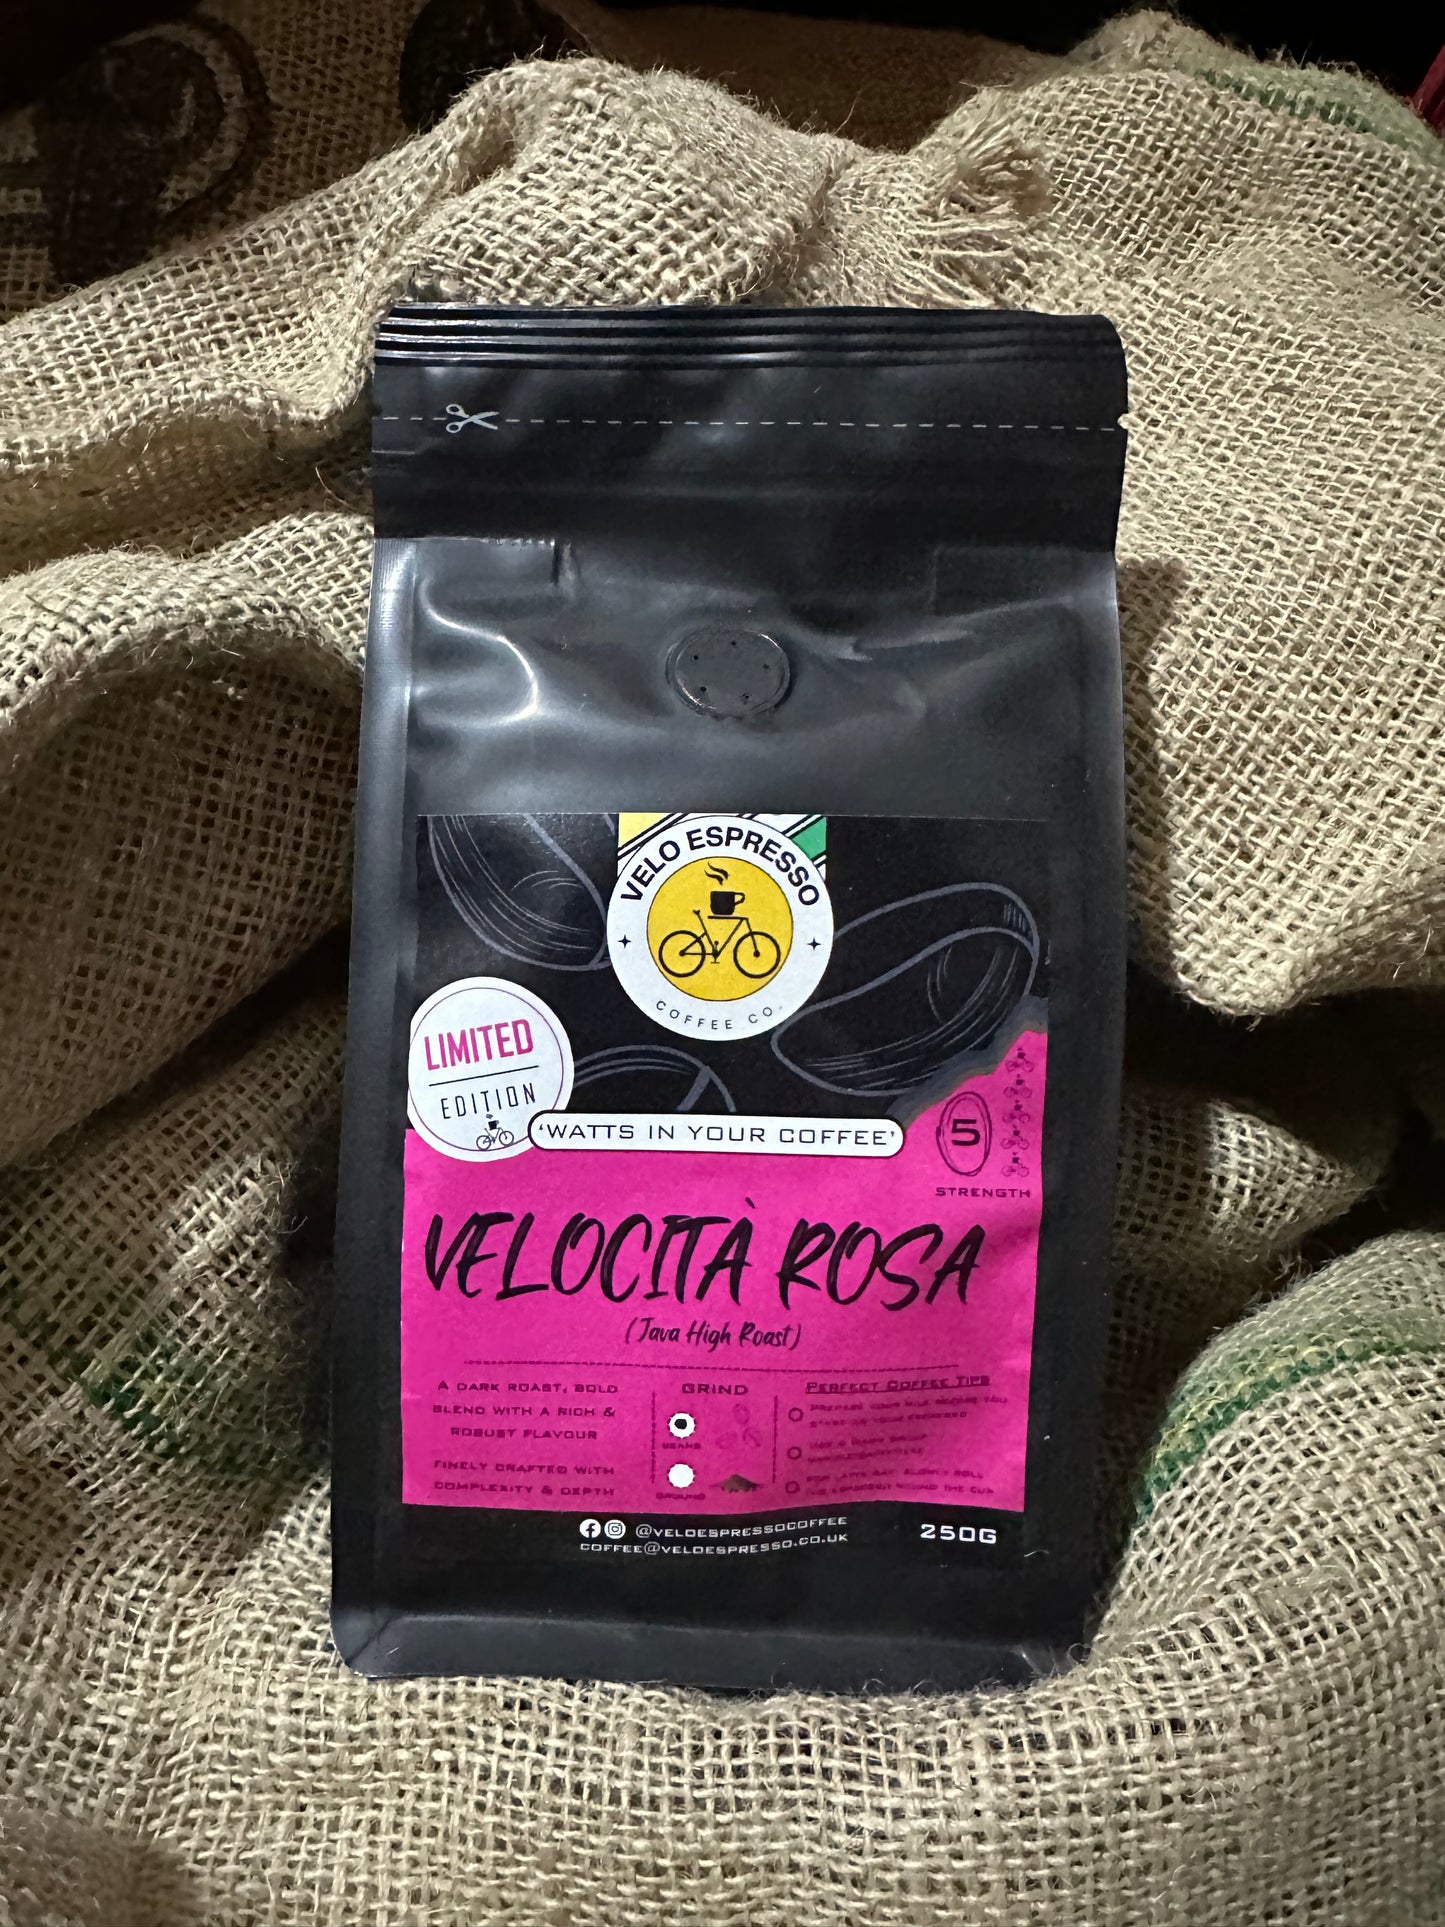 VELO ESPRESSO
COFFEE CO.
LIMITED
EDITION
'WATTS IN YOUR COFFEE'
5
STRENGTH
VELOCITÀ ROSA
(Java High Roast)
A DARK ROAST, BOLD
BLEND WITH A RICH &
ROBUST FLAVOUR
FINELY CRAFTED WITH
COMPLEXITY & DEPTH
GRIND
BEANS
GROUND
PERFECT COFFEE TIPS
@VELOESPRESSOCOFFEE
COFFEE@VELOESPRESSO.CO.UK
250G